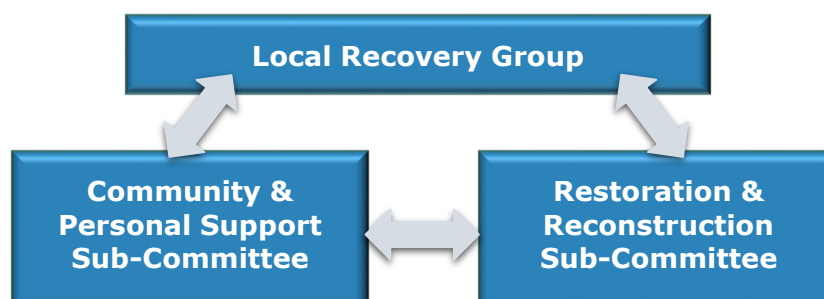 Local Recovery Group
Community &
Personal Support
Sub-Committee
Restoration &
Reconstruction
Sub-Committee